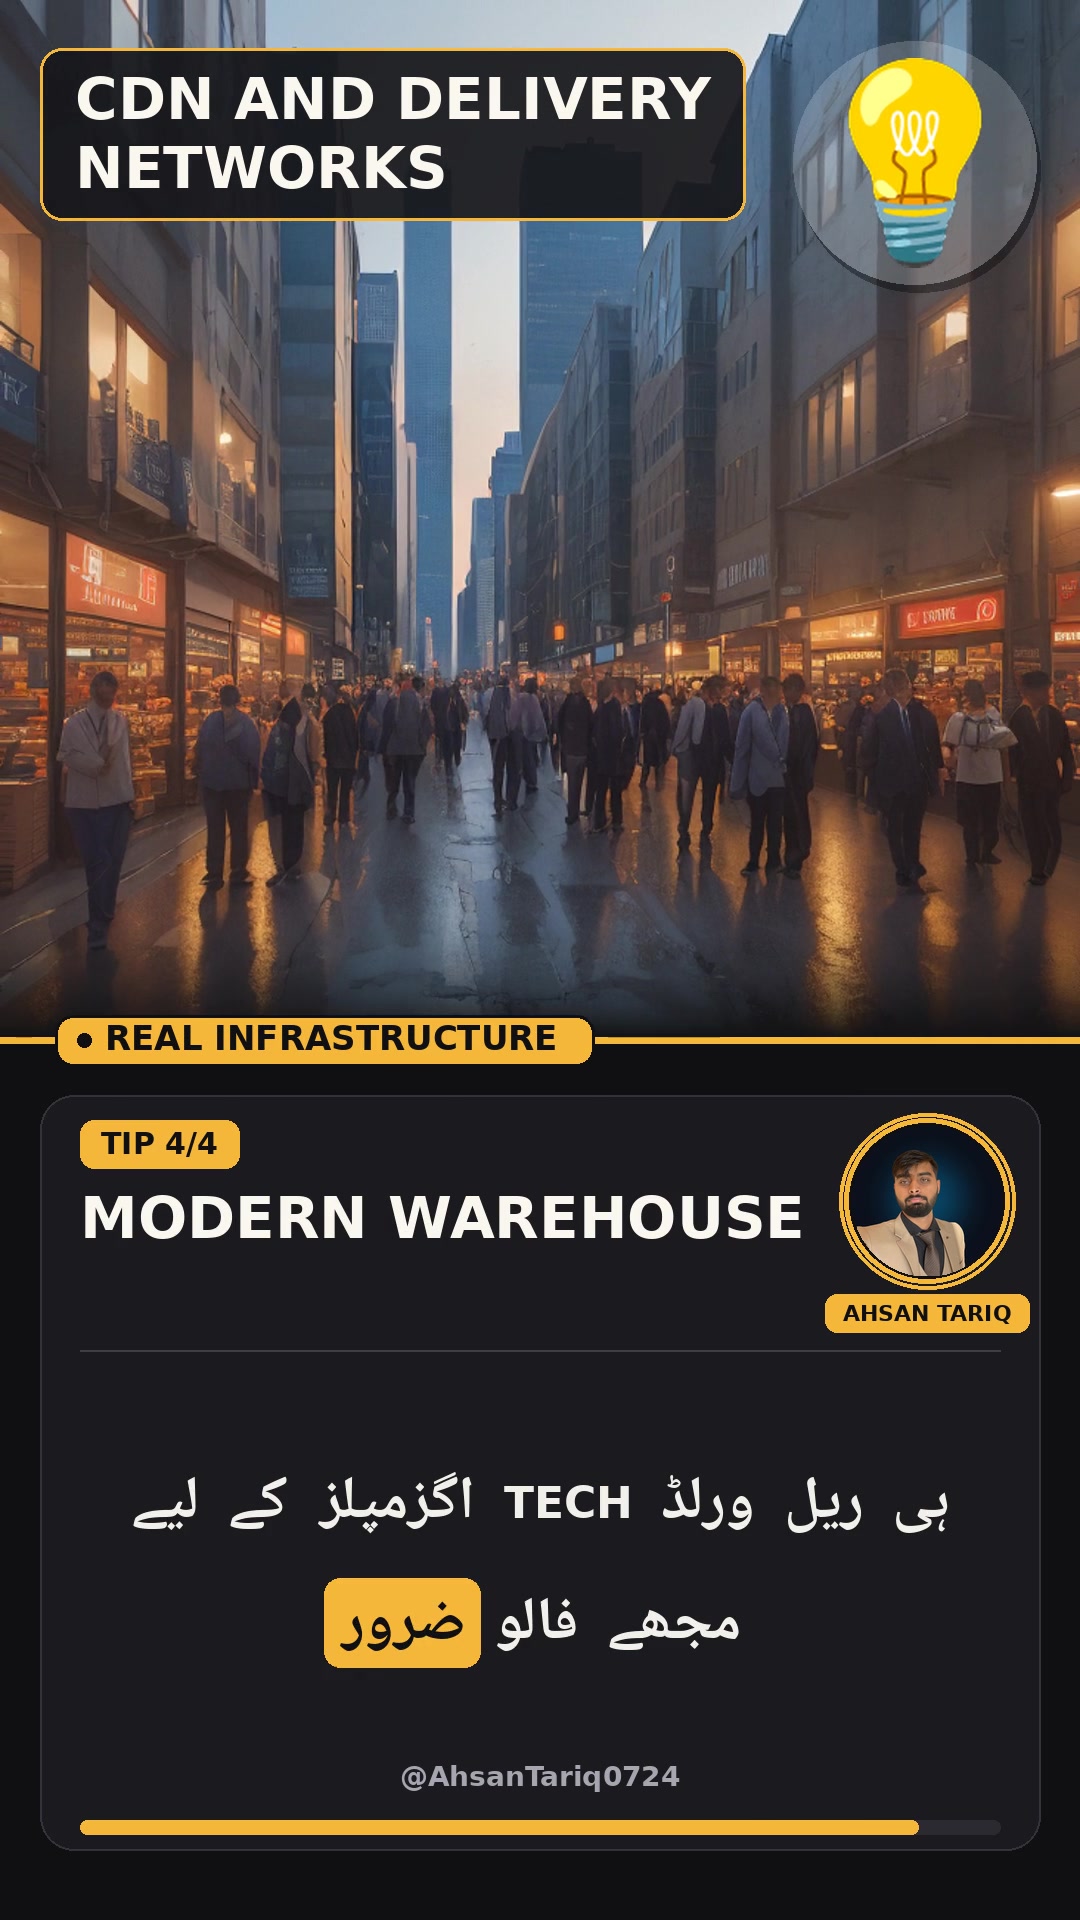 CDN AND DELIVERY
NETWORKS
REAL INFRASTRUCTURE
TIP 4/4
MODERN WAREHOUSE
AHSAN TARIQ
ہی ریل ورلڈ TECH اگزمپلز کے لیے
مجھے فالو ضرور
@AhsanTariq0724